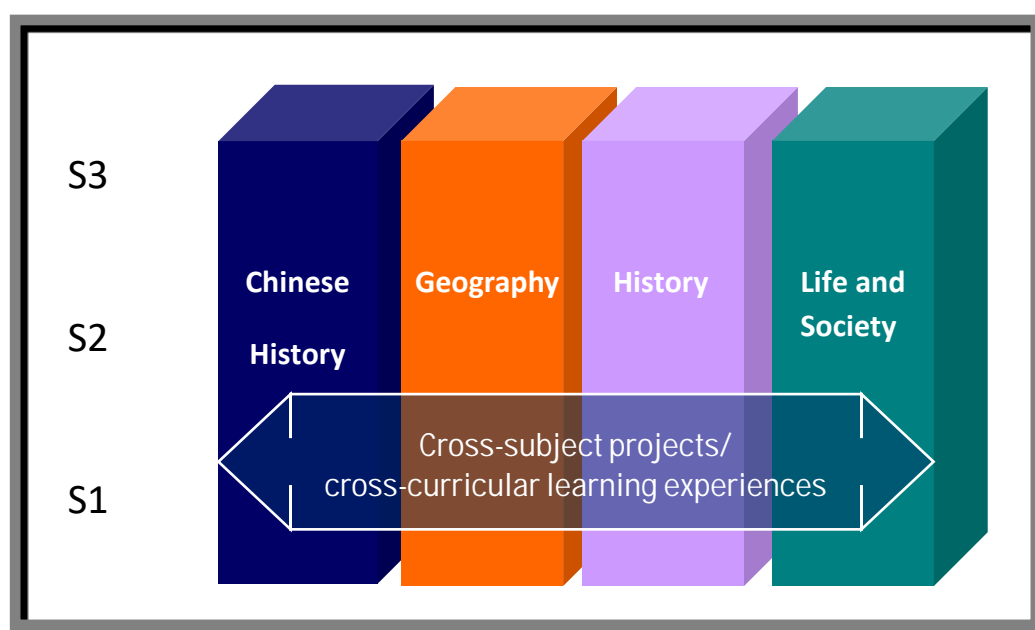 S3
S2
S1
Chinese
History
Geography
History
Life and
Society
Cross-subject projects/
cross-curricular learning experiences